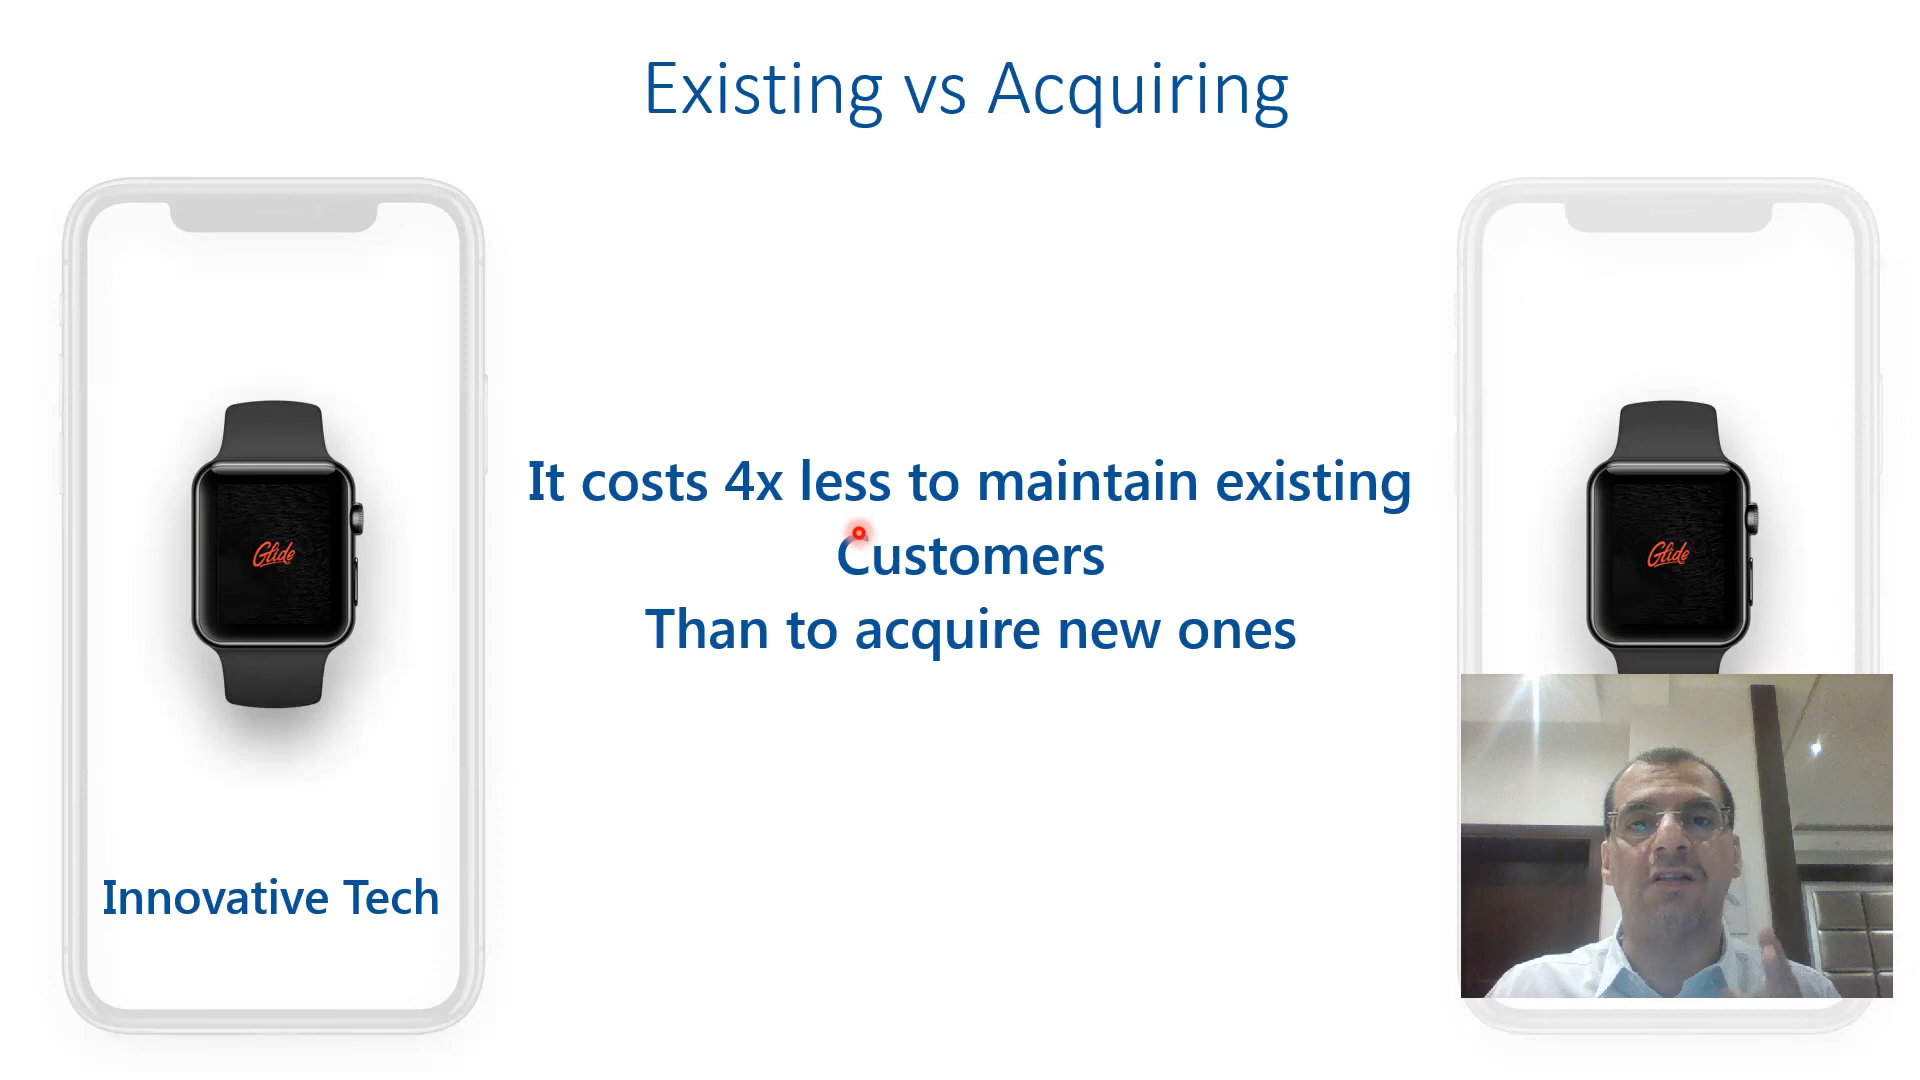 Existing vs Acquiring
It costs 4x less to maintain existing
Customers
Than to acquire new ones
Glide
Glide
Innovative Tech